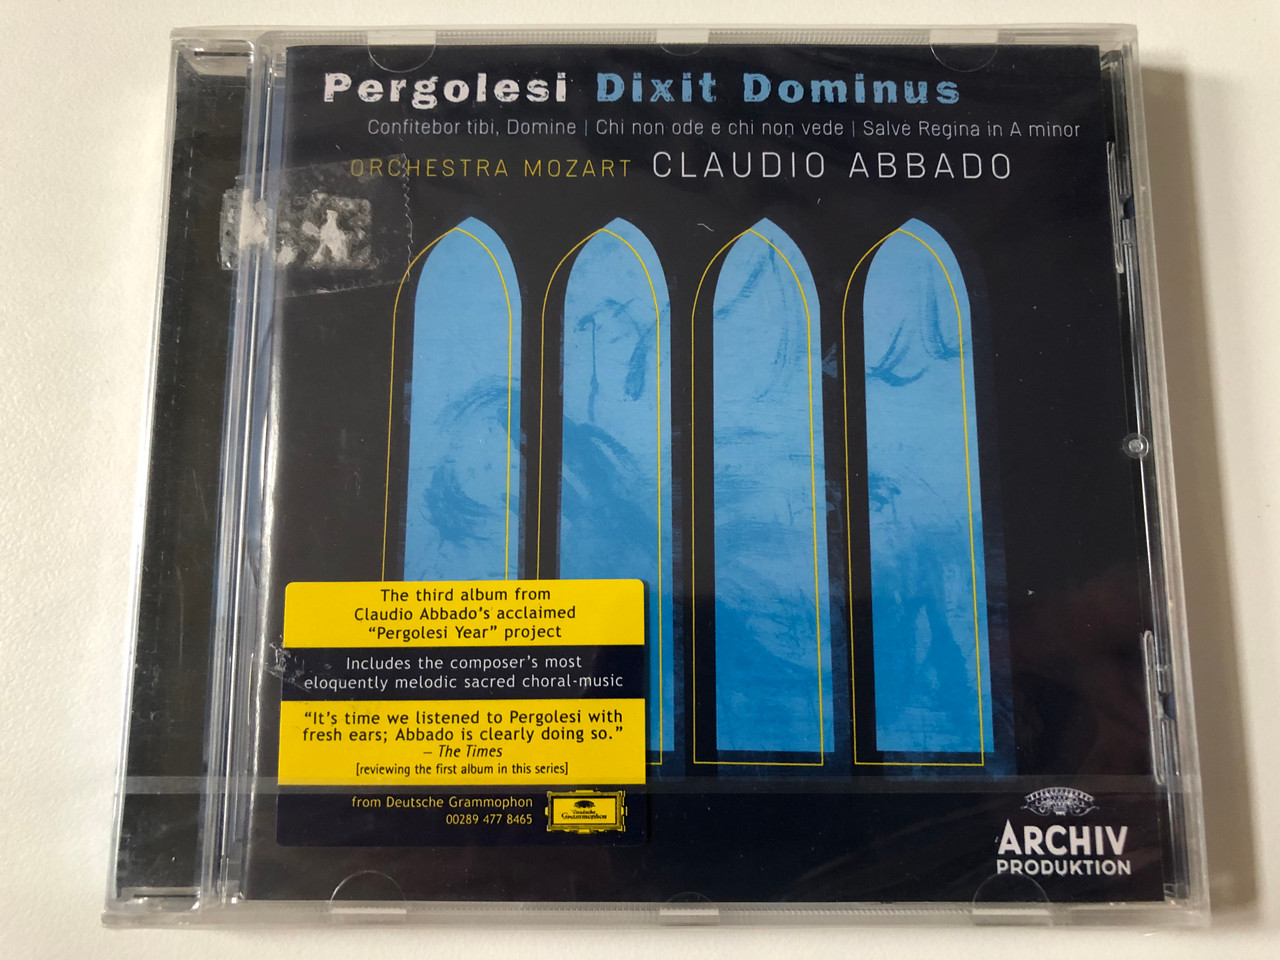 Pergolesi Dixit Dominus
Confitebor tibi, Domine | Chi non ode e chi non vede | Salve Regina in A minor
ORCHESTRA MOZART CLAUDIO ABBADO
The third album from
Claudio Abbado's acclaimed
“Pergolesi Year” project
Includes the composer's most
eloquently melodic sacred choral-music
“It's time we listened to Pergolesi with
fresh ears; Abbado is clearly doing so.”
– The Times
[reviewing the first album in this series]
from Deutsche Grammophon
00289 477 8465
Deutsche
Grammophon
ARCHIV
PRODUKTION